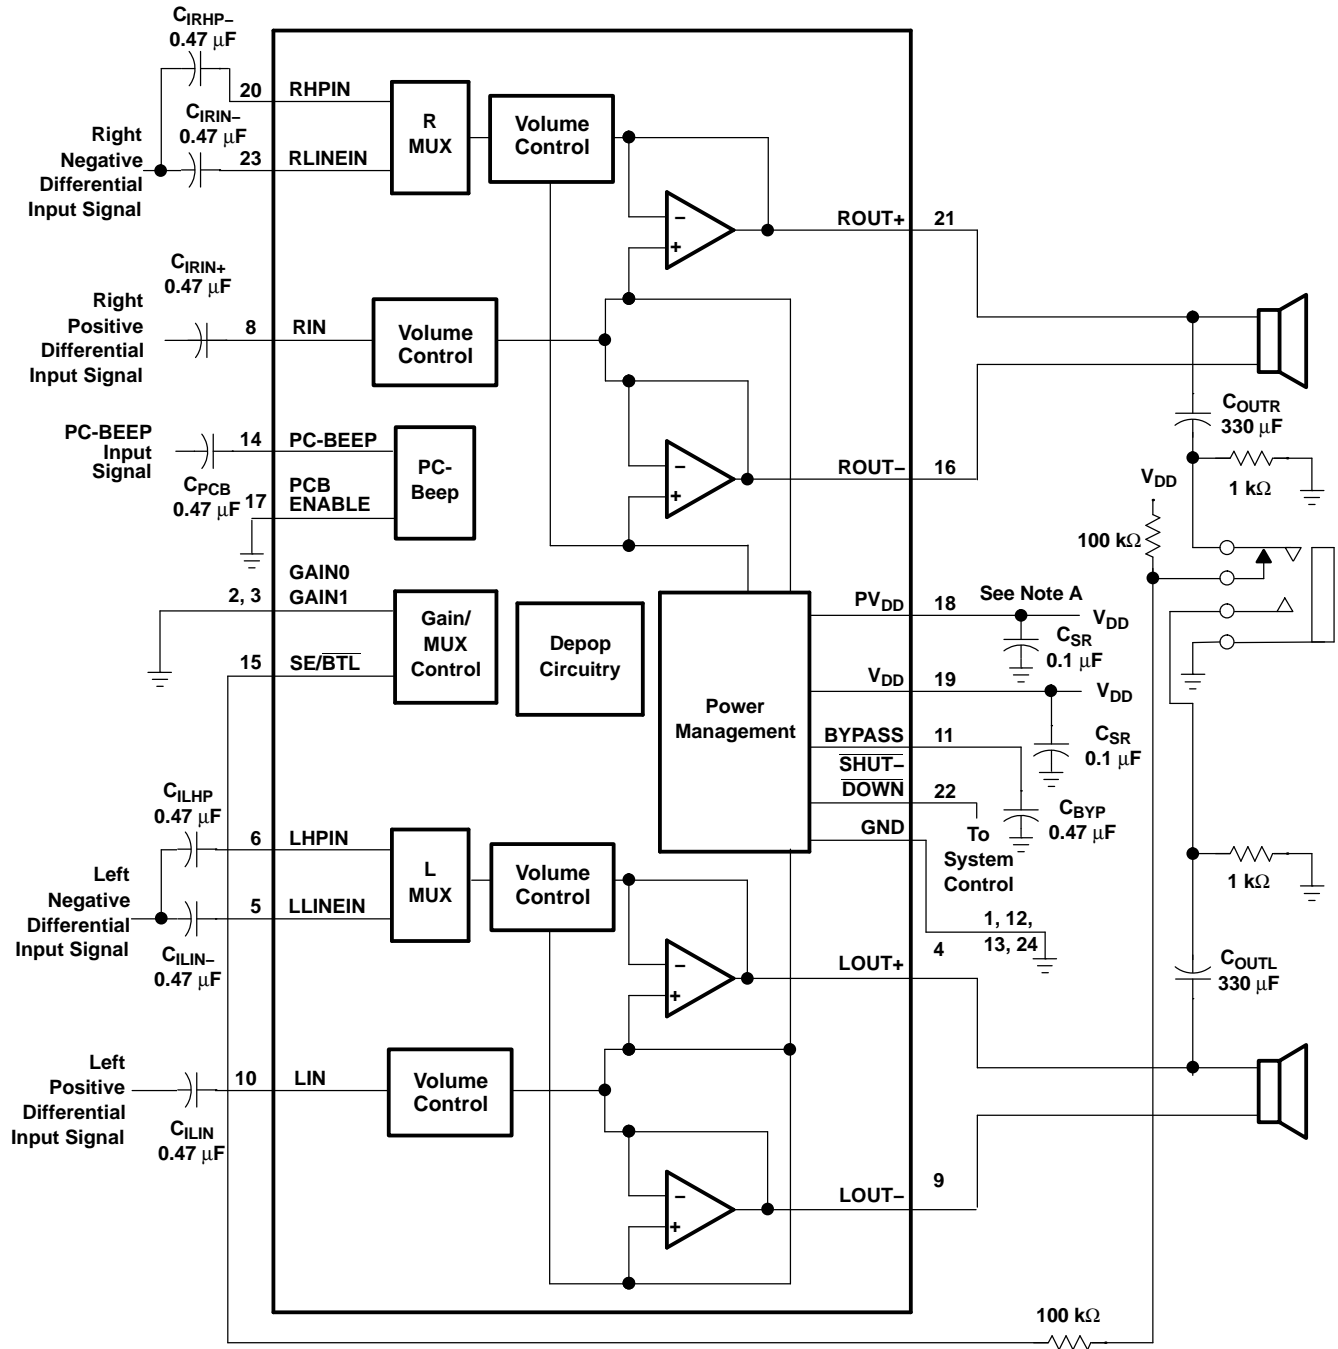 CIRHP–
0.47 µF
20
RHPIN
CIRIN–
0.47 µF
Right
Negative
Differential
Input Signal
23
RLINEIN
R
MUX
Volume
Control
–
+
ROUT+
21
CIRIN+
0.47 µF
Right
Positive
Differential
Input Signal
8
RIN
Volume
Control
PC-BEEP
Input
Signal
14
PC-BEEP
CPCB
0.47 µF
17
PCB
ENABLE
PC-
Beep
–
+
ROUT–
16
COUTR
330 µF
1 kΩ
VDD
100 kΩ
GAIN0
GAIN1
2, 3
15
SE/BTL
Gain/
MUX
Control
Depop
Circuitry
Power
Management
PVDD
18
See Note A
VDD
CSR
0.1 µF
VDD
19
VDD
CSR
0.1 µF
BYPASS
11
SHUT–
DOWN
22
CBYP
0.47 µF
To
System
Control
GND
1, 12,
13, 24
CILHP
0.47 µF
6
LHPIN
Left
Negative
Differential
Input Signal
5
LLINEIN
CILIN–
0.47 µF
L
MUX
Volume
Control
–
+
LOUT+
4
1 kΩ
COUTL
330 µF
Left
Positive
Differential
Input Signal
10
LIN
CILIN
0.47 µF
Volume
Control
–
+
LOUT–
9
100 kΩ